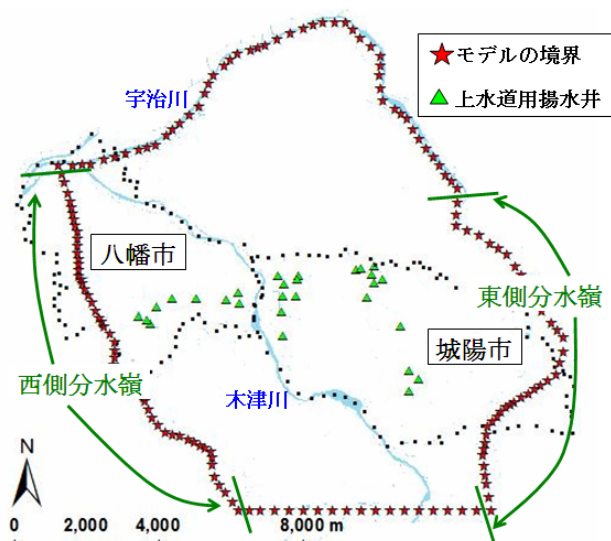 ★モデルの境界
▲上水道用揚水井
宇治川
八幡市
東側分水嶺
城陽市
西側分水嶺
木津川
N
0 2,000 4,000 8,000 m